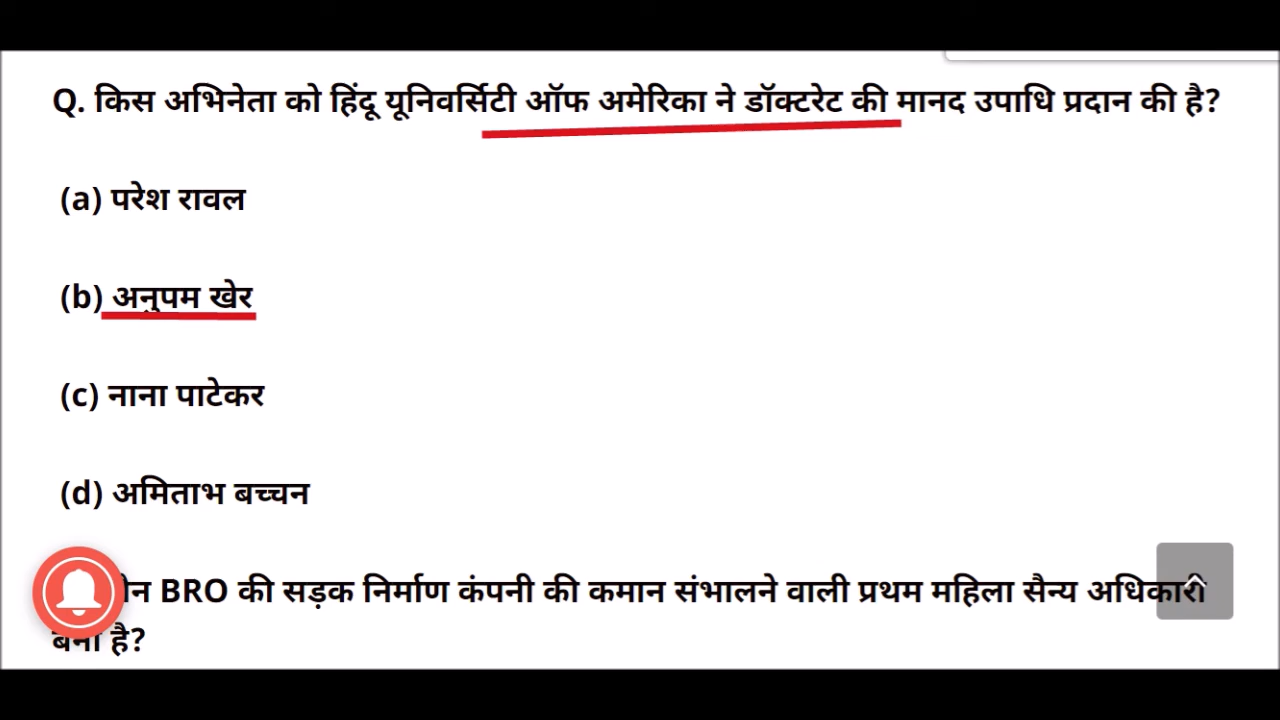 Q. किस अभिनेता को हिंदू यूनिवर्सिटी ऑफ अमेरिका ने डॉक्टरेट की मानद उपाधि प्रदान की है?
(a) परेश रावल
(b) अनुपम खेर
(c) नाना पाटेकर
(d) अमिताभ बच्चन
BRO की सड़क निर्माण कंपनी की कमान संभालने वाली प्रथम महिला सैन्य अधिकारी
है?